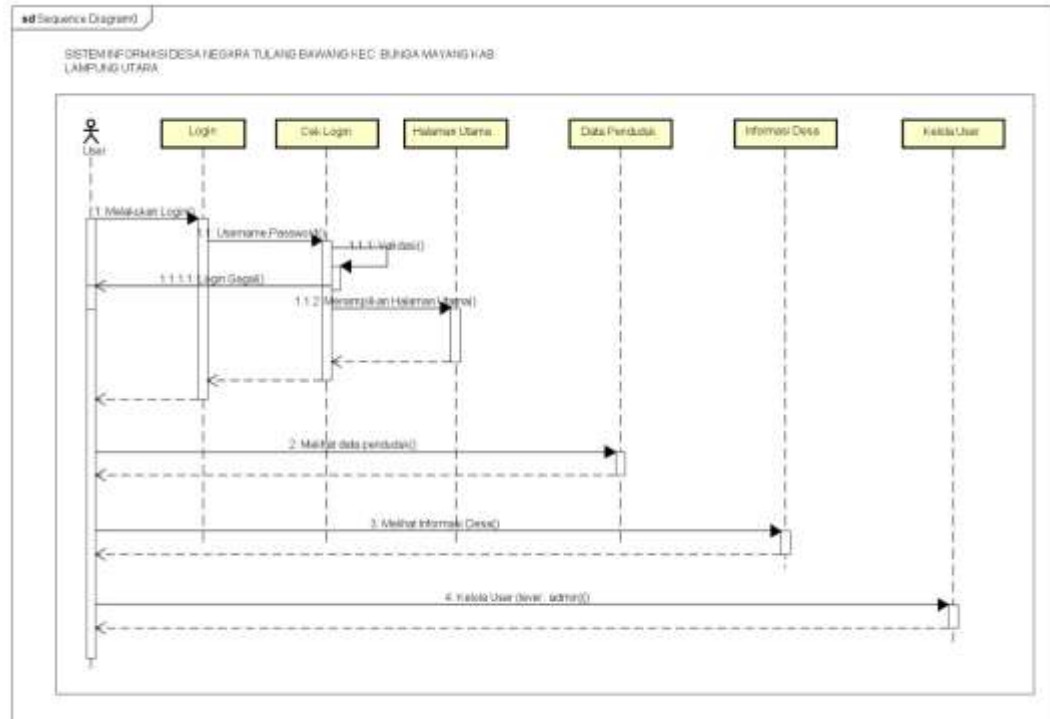 sd Sequence Diagram0
SISTEM INFORMASI DESA NEGARA TULANG BAWANG KEC. BUNGA MAYANG KAB.
LAMPUNG UTARA
User
Login
Cek Login
Halaman Utama
Data Penduduk
Informasi Desa
Kelola User
1: Melakukan Login()
1.1: Username,Password()
1.1.1: Validasi()
1.1.1.1: Login Gagal()
1.1.2: Menampilkan Halaman Utama()
2: Melihat data penduduk()
3: Melihat Informasi Desa()
4: Kelola User (lever : admin)()